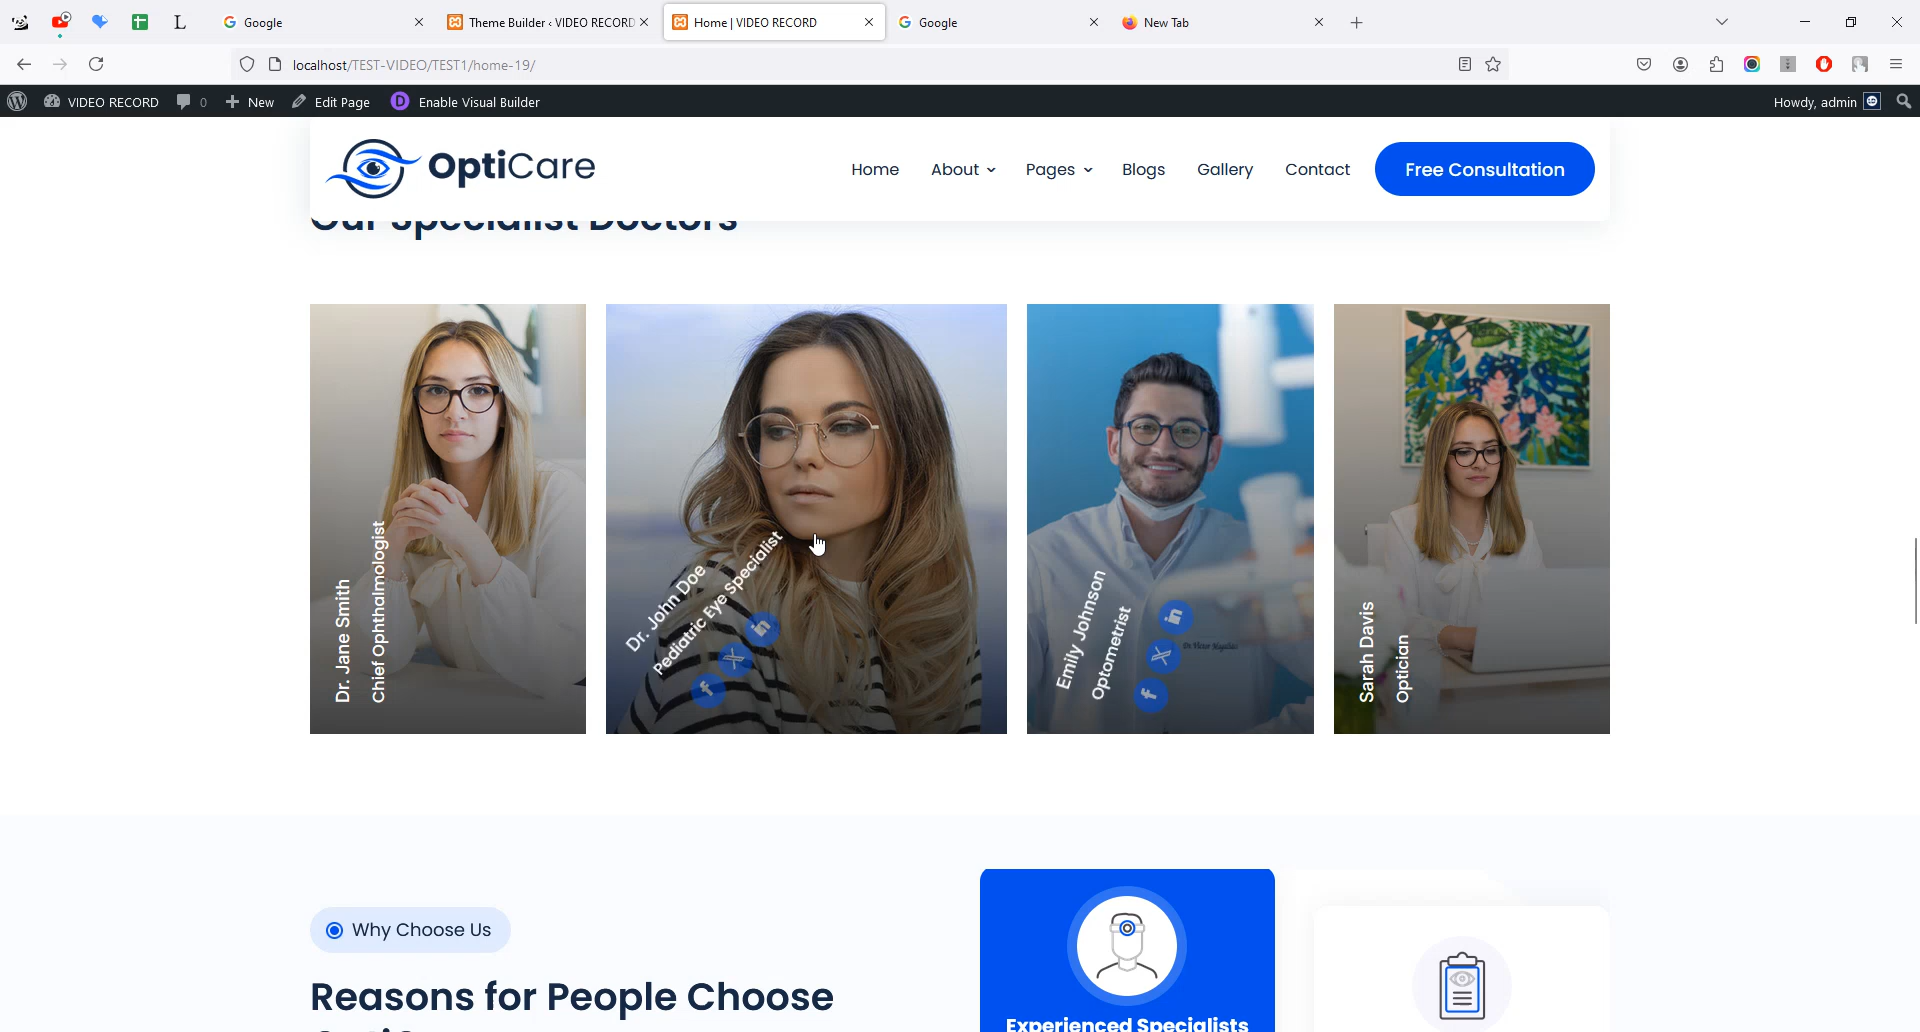 Google
Theme Builder ‹ VIDEO RECORD
Home | VIDEO RECORD
Google
New Tab
localhost/TEST-VIDEO/TEST1/home-19/
VIDEO RECORD
0
New
Edit Page
D
Enable Visual Builder
Howdy, admin
OptiCare
Home
About
Pages
Blogs
Gallery
Contact
Free Consultation
Our Specialist Doctors
Dr. Jane Smith
Chief Ophthalmologist
Dr. John Doe
Pediatric Eye Specialist
Emily Johnson
Optometrist
Sarah Davis
Optician
Why Choose Us
Reasons for People Choose
Experienced Specialists